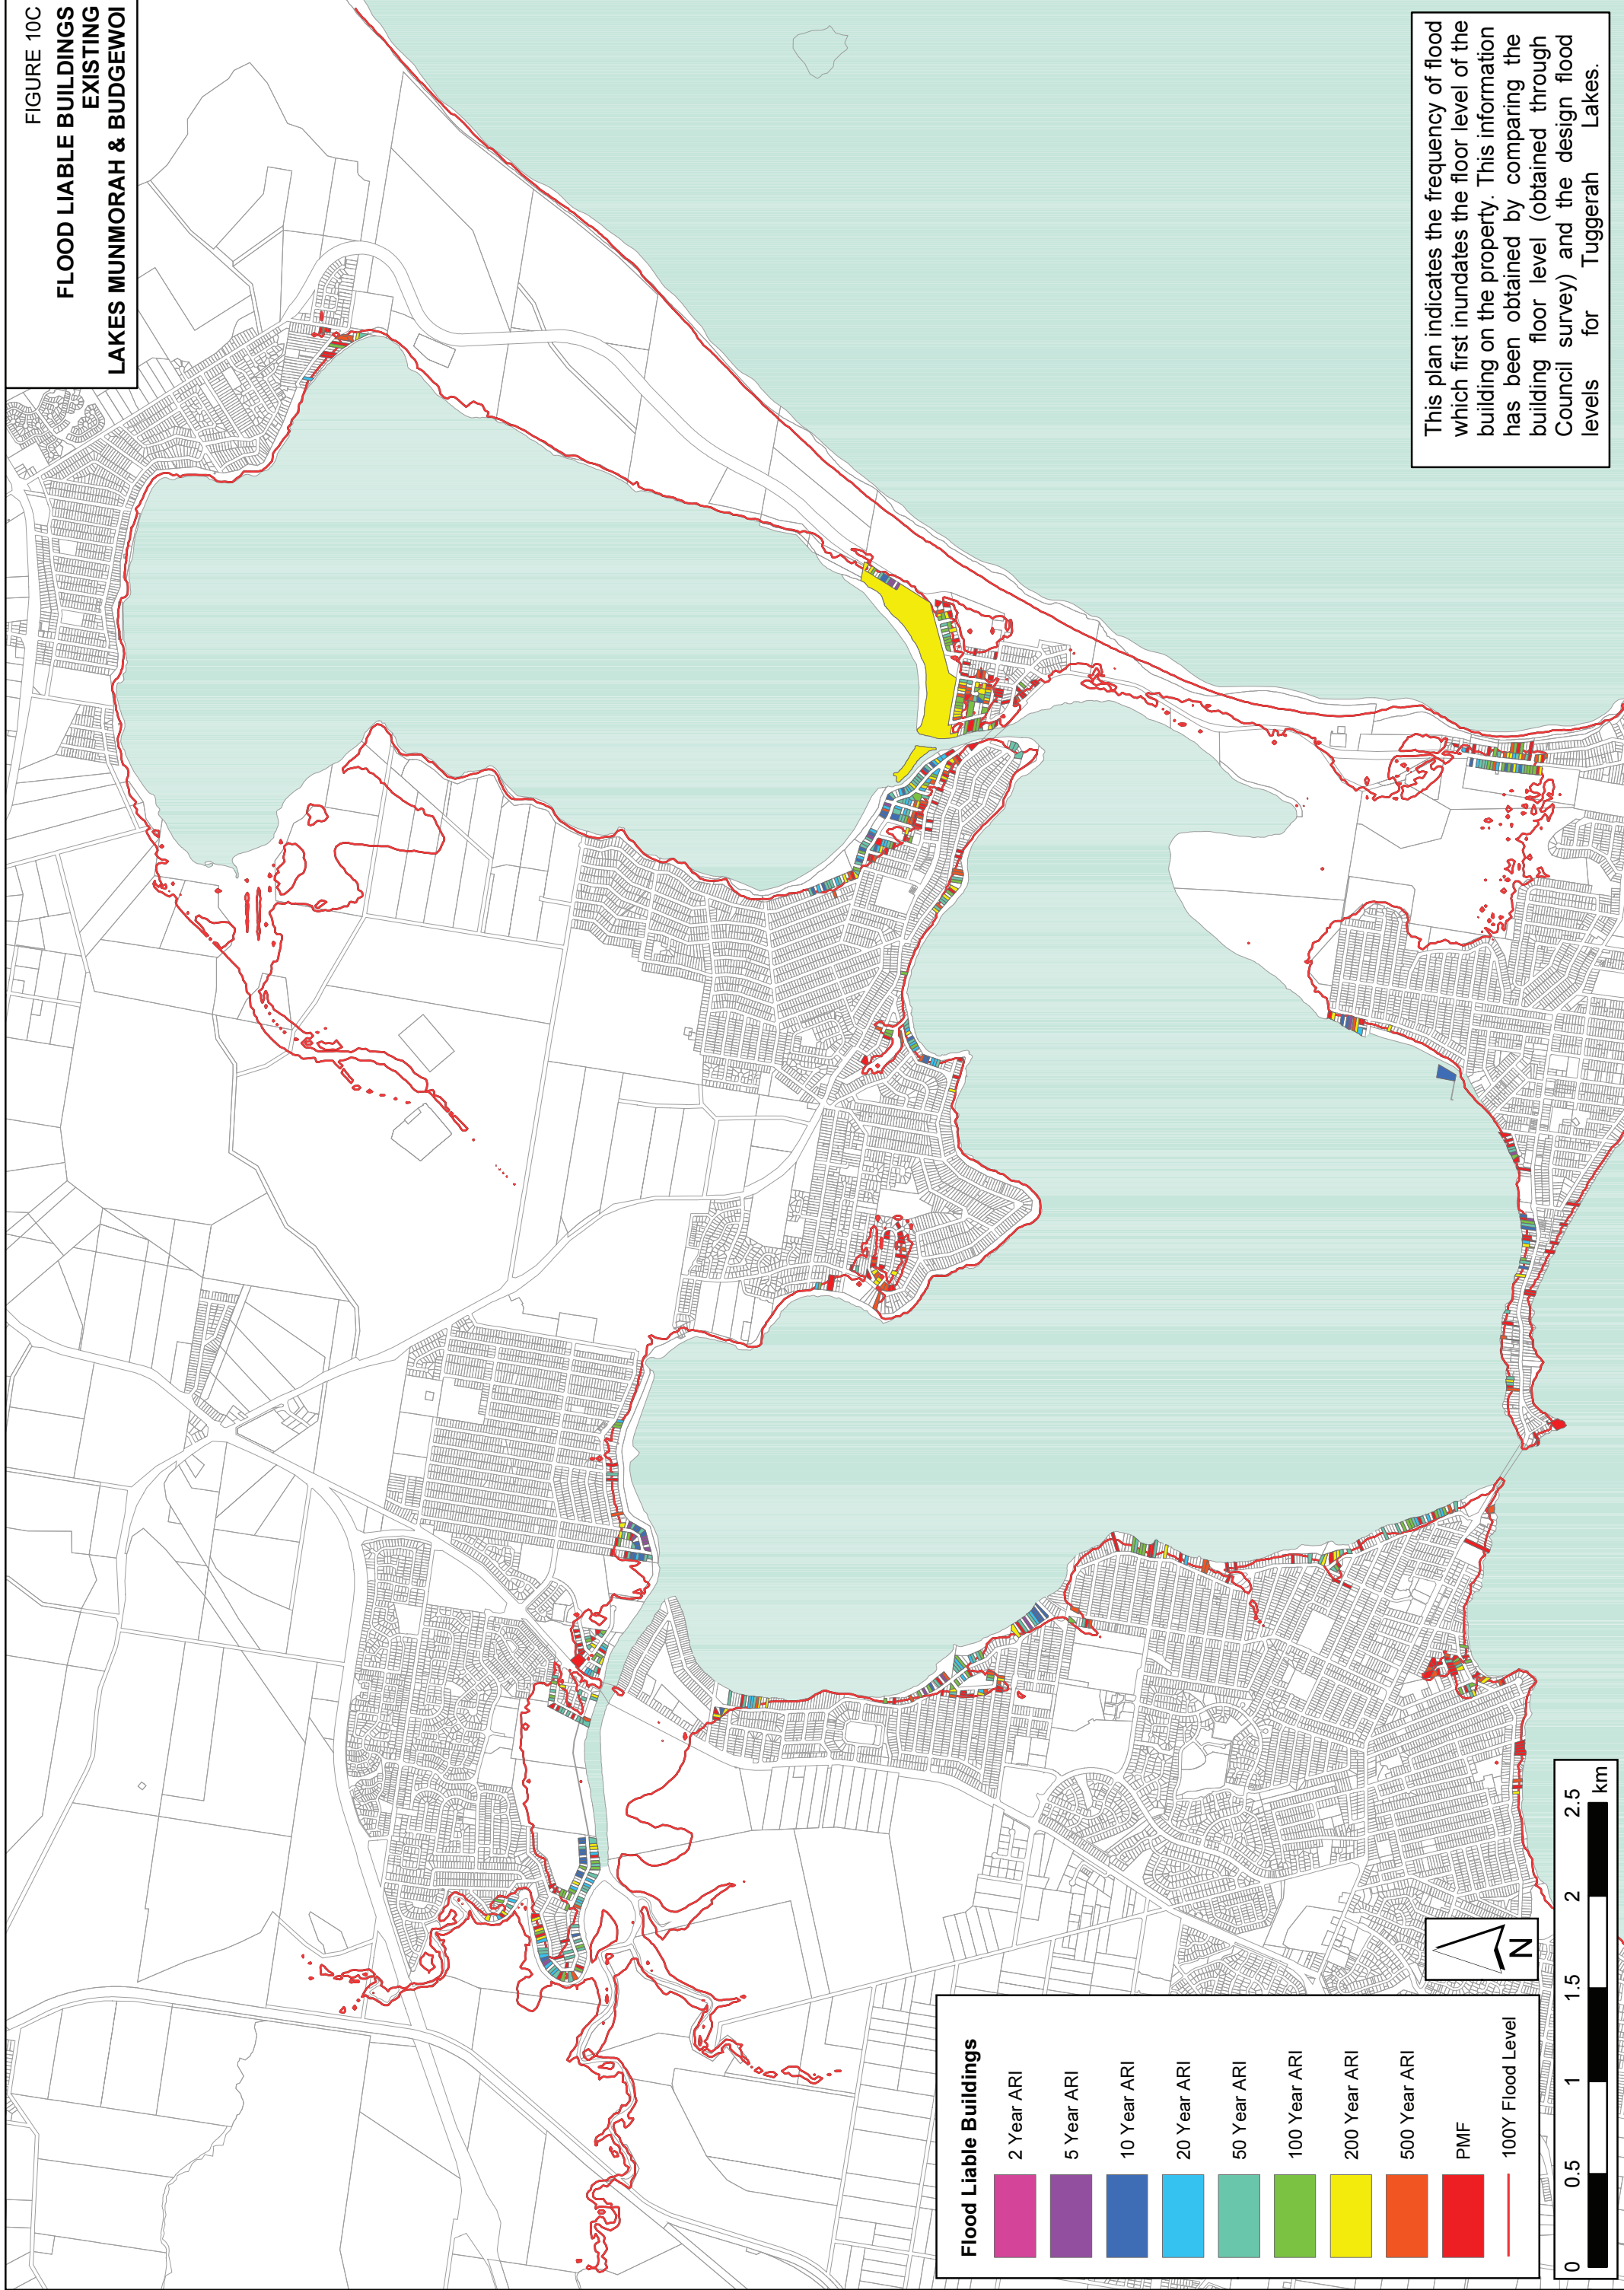 FIGURE 10C
FLOOD LIABLE BUILDINGS
EXISTING
LAKES MUNMORAH & BUDGEWOI
This plan indicates the frequency of flood
which first inundates the floor level of the
building on the property. This information
has been obtained by comparing the
building floor level (obtained through
Council survey) and the design flood
levels for Tuggerah Lakes.
Flood Liable Buildings
2 Year ARI
5 Year ARI
10 Year ARI
20 Year ARI
50 Year ARI
100 Year ARI
200 Year ARI
500 Year ARI
PMF
100Y Flood Level
N
0 0.5 1 1.5 2 2.5
km